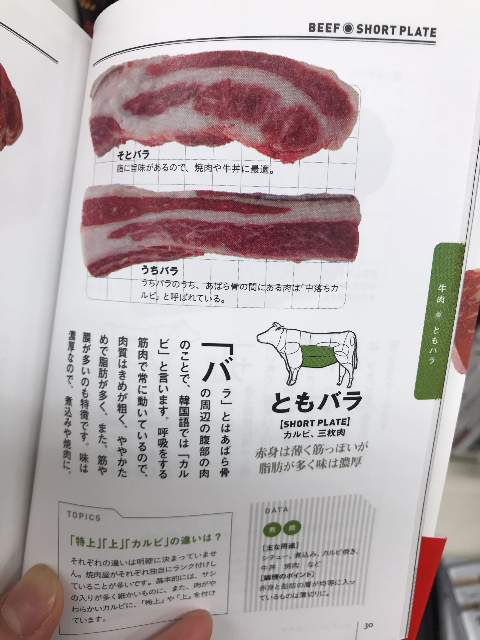 BEEF◉SHORT PLATE
そとバラ
脂に旨味があるので、焼肉や牛丼に最適。
うちバラ
うちバラのうち、あばら骨の間にある肉は“中落ちカ
ルビ”と呼ばれている。
牛肉◉ともバラ
ともバラ
[SHORT PLATE]
カルビ、三枚肉
赤身は薄く筋っぽいが
脂肪が多く味は濃厚
「バラ」とはあばら骨
の周辺の腹部の肉
のことで、韓国語では「カル
ビ」と言います。呼吸をする
筋肉で常に動いているので、
肉質はきめが粗く、ややかた
めで脂肪が多く、また、筋や
膜が多いのも特徴です。味は
濃厚なので、煮込みや焼肉に。
TOPICS
「特上」「上」「カルビ」の違いは？
それぞれの違いは明確に決まっていませ
ん。焼肉屋がそれぞれ独自にランク付けし
ていることが多いです。基本的には、サシ
の入りが多く細かいものに、また、肉がや
わらかいカルビに、「特上」や「上」を付け
ています。
DATA
煮 焼
[主な用途]
シチュー、煮込み、カルビ焼き、
牛丼 焼肉 など
[調理のポイント]
赤身と脂肪の層が均等に入っ
ているものは薄切りに。
30